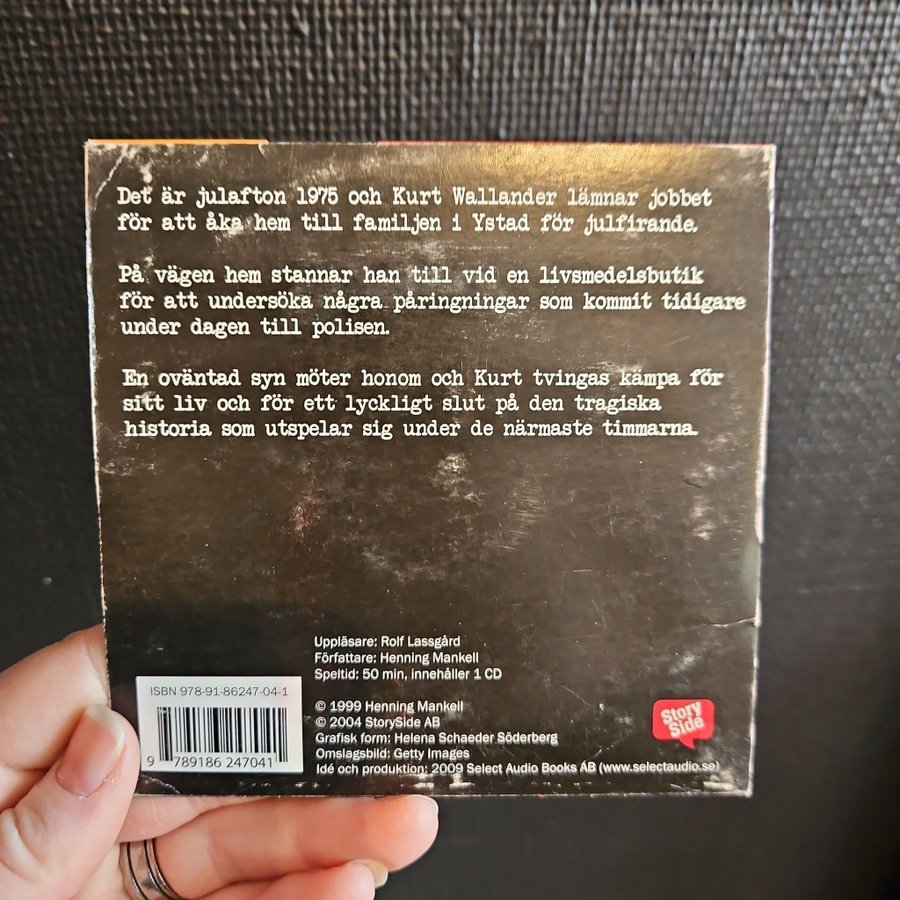 Det är julafton 1975 och Kurt Wallander lämnar jobbet
för att åka hem till familjen i Ystad för julfirande.
På vägen hem stannar han till vid en livsmedelsbutik
för att undersöka några påringningar som kommit tidigare
under dagen till polisen.
En oväntad syn möter honom och Kurt tvingas kämpa för
sitt liv och för ett lyckligt slut på den tragiska
historia som utspelar sig under de närmaste timmarna.
Uppläsare: Rolf Lassgård
Författare: Henning Mankell
Speltid: 50 min, innehåller 1 CD
ISBN 978-91-86247-04-1
9 789186 247041
© 1999 Henning Mankell
© 2004 StorySide AB
Grafisk form: Helena Schaeder Söderberg
Omslagsbild: Getty Images
Idé och produktion: 2009 Select Audio Books AB (www.selectaudio.se)
Story
Side